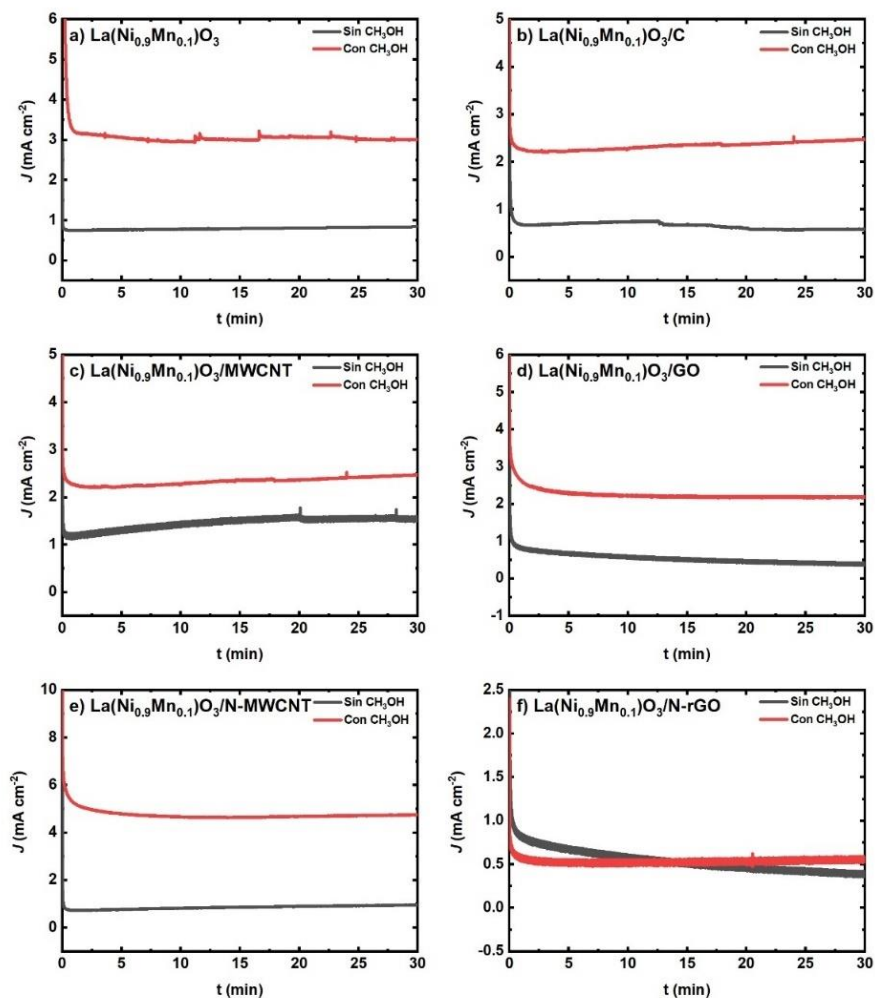 a) La(Ni0.9Mn0.1)O3
Sin CH3OH
Con CH3OH
6
5
4
3
2
1
0
J (mA cm-2)
0 5 10 15 20 25 30
t (min)
b) La(Ni0.9Mn0.1)O3/C
Sin CH3OH
Con CH3OH
5
4
3
2
1
0
J (mA cm-2)
0 5 10 15 20 25 30
t (min)
c) La(Ni0.9Mn0.1)O3/MWCNT
Sin CH3OH
Con CH3OH
5
4
3
2
1
0
J (mA cm-2)
0 5 10 15 20 25 30
t (min)
d) La(Ni0.9Mn0.1)O3/GO
Sin CH3OH
Con CH3OH
6
5
4
3
2
1
0
-1
J (mA cm-2)
0 5 10 15 20 25 30
t (min)
e) La(Ni0.9Mn0.1)O3/N-MWCNT
Sin CH3OH
Con CH3OH
10
8
6
4
2
0
J (mA cm-2)
0 5 10 15 20 25 30
t (min)
f) La(Ni0.9Mn0.1)O3/N-rGO
Sin CH3OH
Con CH3OH
2.5
2.0
1.5
1.0
0.5
0.0
-0.5
J (mA cm-2)
0 5 10 15 20 25 30
t (min)